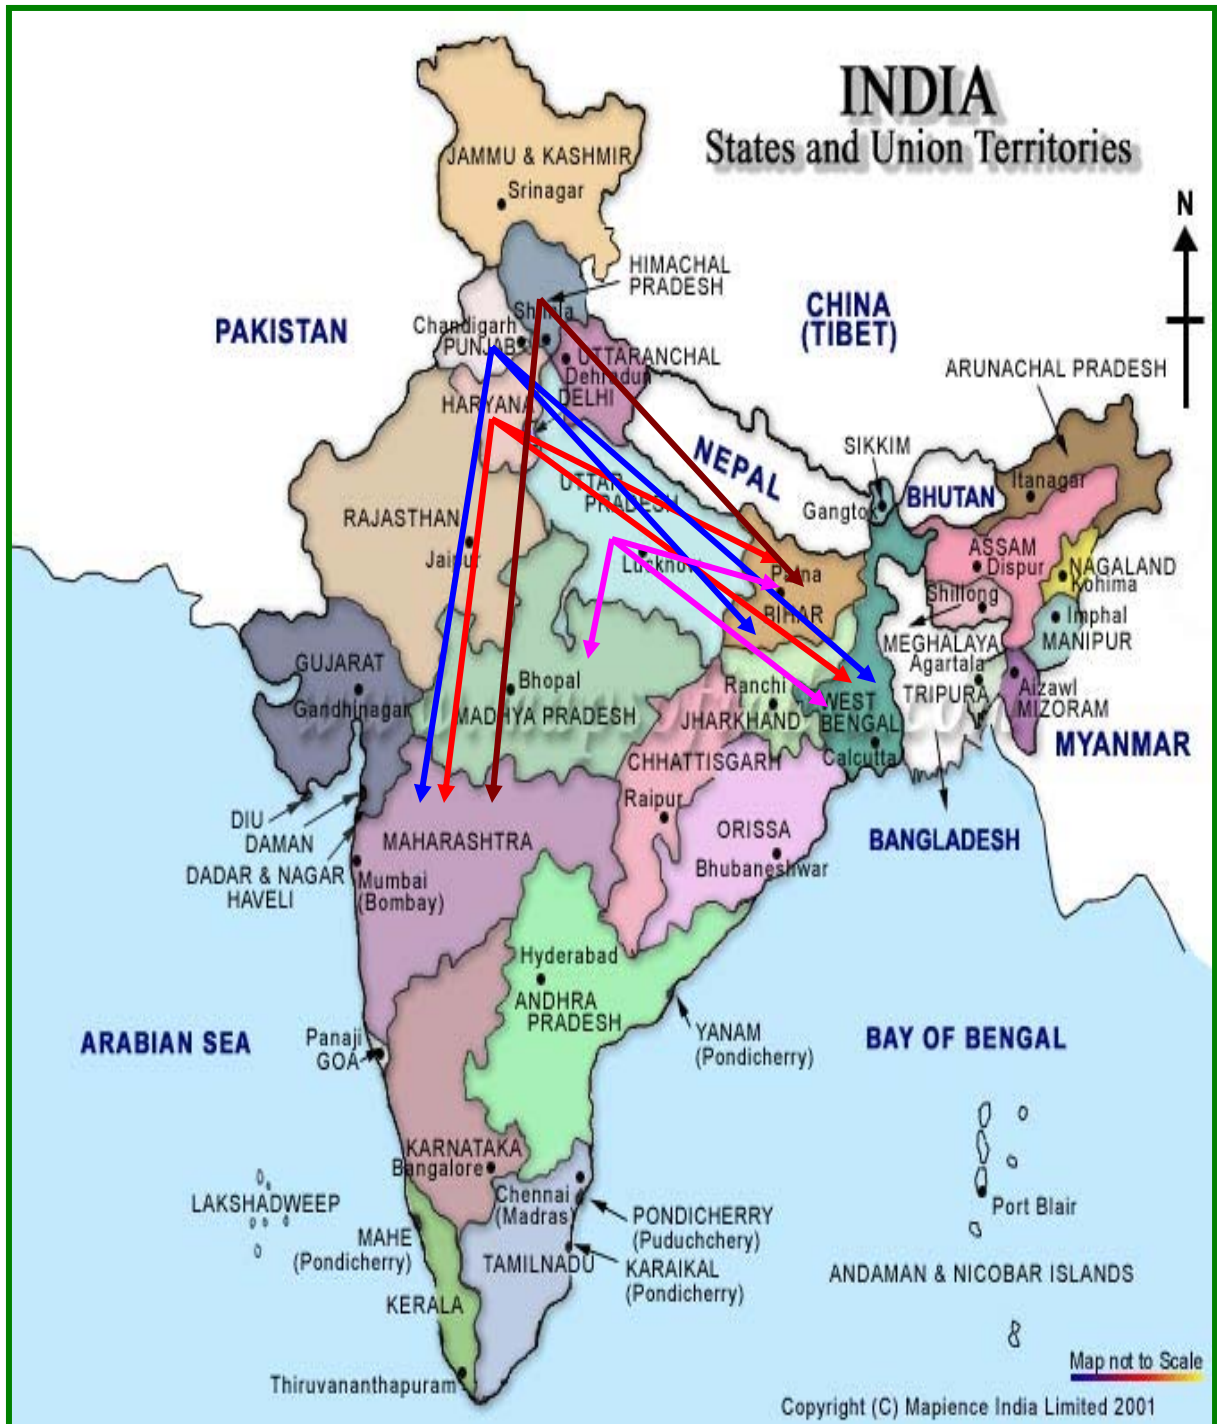 INDIA
States and Union Territories
N
JAMMU & KASHMIR
Srinagar
HIMACHAL
PRADESH
CHINA
(TIBET)
PAKISTAN
Shimla
Chandigarh
PUNJAB
UTTARANCHAL
Dehradun
DELHI
HARYANA
ARUNACHAL PRADESH
SIKKIM
NEPAL
BHUTAN
Itanagar
Gangtok
UTTAR
PRADESH
RAJASTHAN
Jaipur
Lucknow
ASSAM
Dispur
NAGALAND
Kohima
Patna
BIHAR
Shillong
Imphal
MANIPUR
MEGHALAYA
Agartala
TRIPURA
Aizawl
MIZORAM
MYANMAR
GUJARAT
Gandhinagar
Bhopal
MADHYA PRADESH
Ranchi
JHARKHAND
WEST
BENGAL
Calcutta
CHHATTISGARH
Raipur
DIU
DAMAN
DADAR & NAGAR
HAVELI
MAHARASHTRA
Mumbai
(Bombay)
ORISSA
Bhubaneshwar
BANGLADESH
Hyderabad
ANDHRA
PRADESH
YANAM
(Pondicherry)
ARABIAN SEA
Panaji
GOA
BAY OF BENGAL
KARNATAKA
Bangalore
Chennai
(Madras)
LAKSHADWEEP
MAHE
(Pondicherry)
PONDICHERRY
(Puduchchery)
TAMILNADU
KARAIKAL
(Pondicherry)
KERALA
Port Blair
ANDAMAN & NICOBAR ISLANDS
Thiruvananthapuram
Map not to Scale
Copyright (C) Mapience India Limited 2001